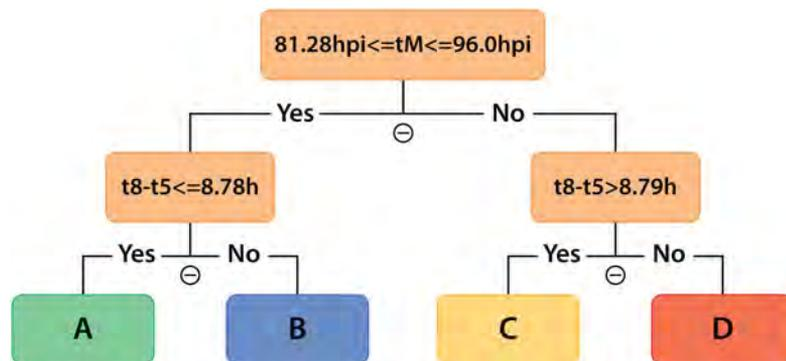 81.28hpi<=tM<=96.0hpi
Yes No
t8-t5<=8.78h t8-t5>8.79h
Yes No Yes No
A B C D